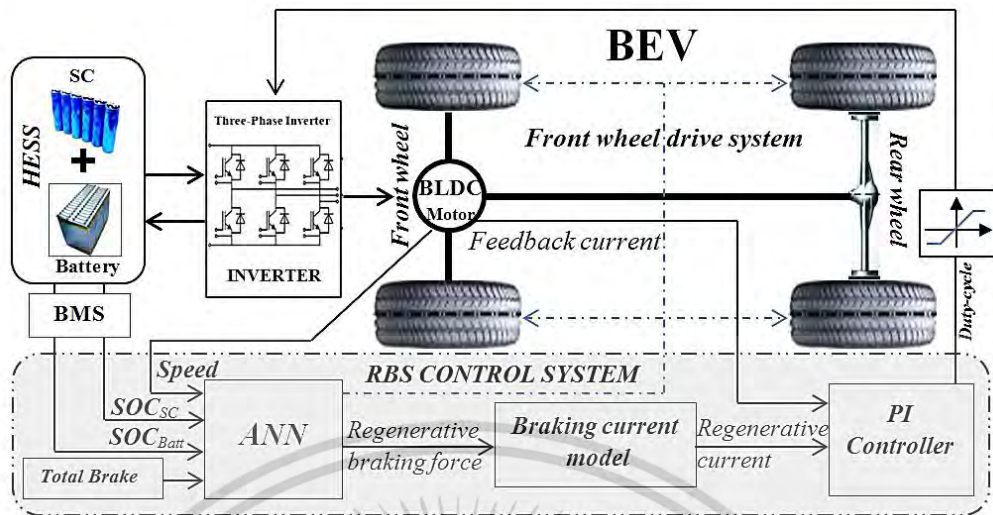 BEV
SC
HESS
Battery
BMS
Three-Phase Inverter
INVERTER
Front wheel
BLDC
Motor
Front wheel drive system
Rear wheel
Feedback current
Duty-cycle
RBS CONTROL SYSTEM
Speed
SOC_SC
SOC_Batt
Total Brake
ANN
Regenerative
braking force
Braking current
model
Regenerative
current
PI
Controller